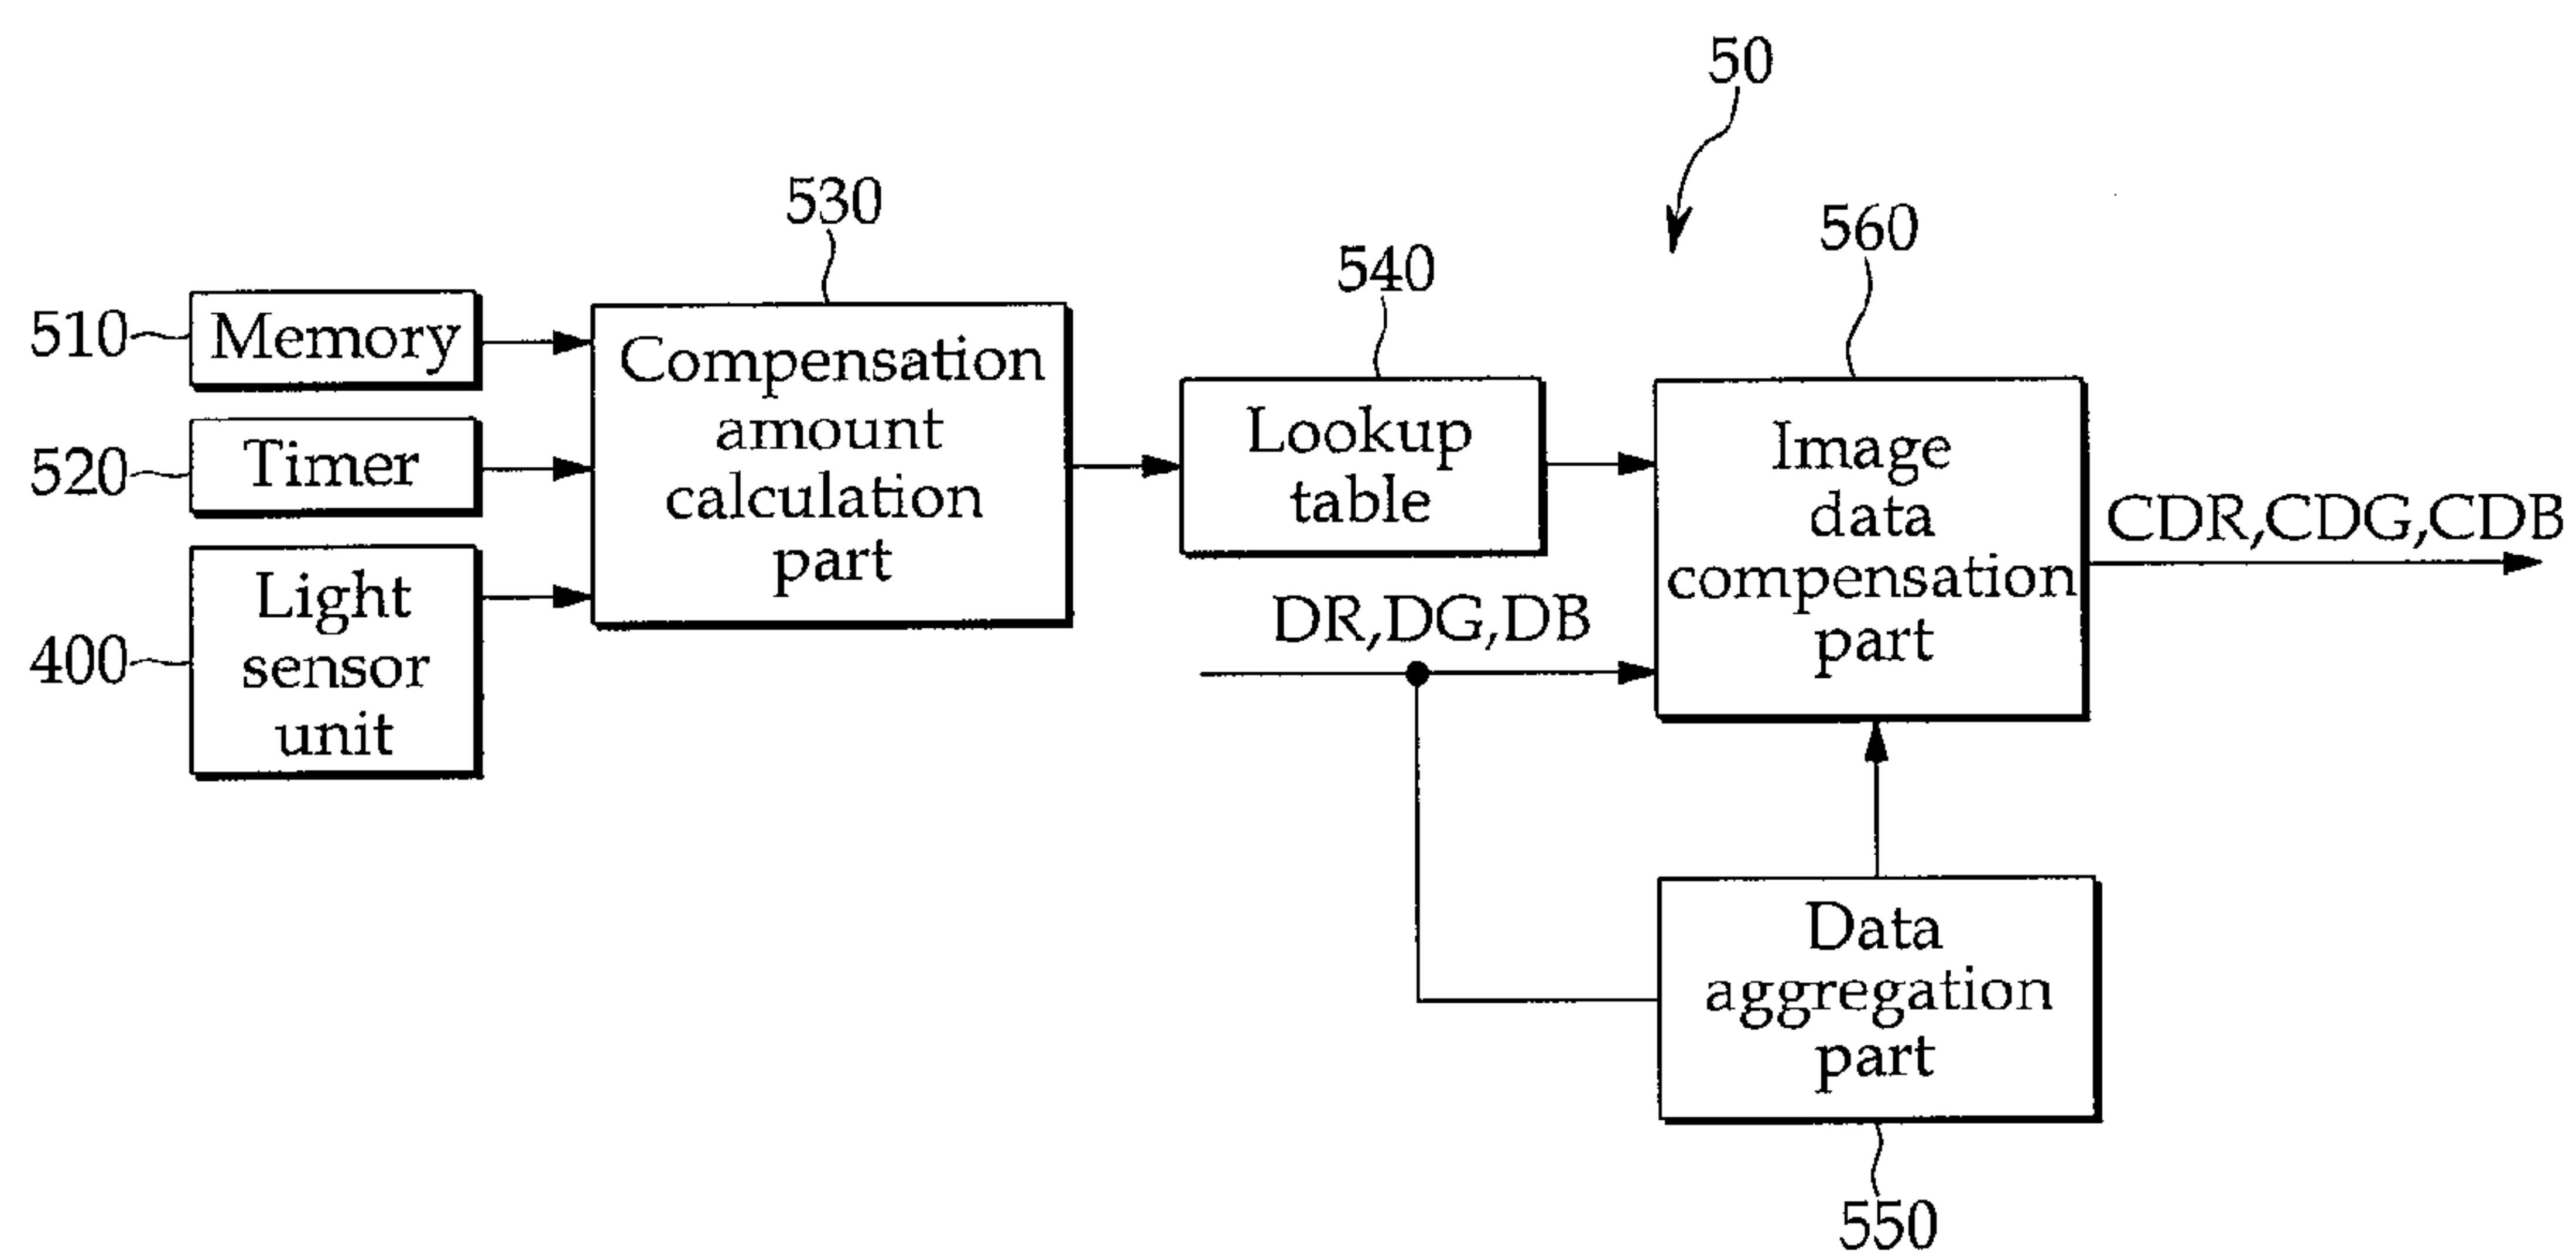 50
530
560
540
510
Memory
Compensation
amount
calculation
part
520
Timer
Lookup
table
Image
data
compensation
part
CDR,CDG,CDB
400
Light
sensor
unit
DR,DG,DB
Data
aggregation
part
550